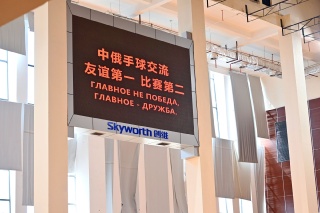 中俄手球交流
友谊第一 比赛第二
ГЛАВНОЕ НЕ ПОБЕДА,
ГЛАВНОЕ - ДРУЖБА.
Skyworth 创维